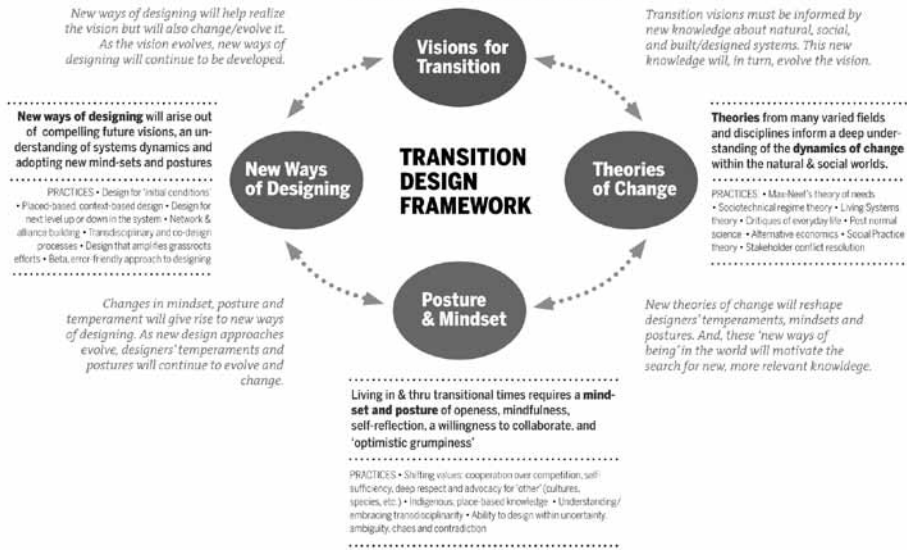 New ways of designing will help realize
the vision but will also change/evolve it.
As the vision evolves, new ways of
designing will continue to be developed.
Visions for
Transition
Transition visions must be informed by
new knowledge about natural, social,
and built/designed systems. This new
knowledge will, in turn, evolve the vision.
New ways of designing will arise out
of compelling future visions, an un-
derstanding of systems dynamics and
adopting new mind-sets and postures
PRACTICES • Design for 'initial conditions'
• Placed-based, context-based design • Design for
next level up or down in the system • Network &
alliance building • Transdisciplinary and co-design
processes • Design that amplifies grassroots
efforts • Beta, error-friendly approach to designing
New Ways
of Designing
TRANSITION
DESIGN
FRAMEWORK
Theories
of Change
Theories from many varied fields
and disciplines inform a deep under-
standing of the dynamics of change
within the natural & social worlds.
PRACTICES • Max-Neef's theory of needs
• Sociotechnical regime theory • Living Systems
theory • Critiques of everyday life • Post normal
science • Alternative economics • Social Practice
theory • Stakeholder conflict resolution
Changes in mindset, posture and
temperament will give rise to new ways
of designing. As new design approaches
evolve, designers' temperaments and
postures will continue to evolve and
change.
Posture
& Mindset
New theories of change will reshape
designers' temperaments, mindsets and
postures. And, these 'new ways of
being' in the world will motivate the
search for new, more relevant knowldege.
Living in & thru transitional times requires a mind-
set and posture of openess, mindfulness,
self-reflection, a willingness to collaborate, and
'optimistic grumpiness'
PRACTICES • Shifting values: cooperation over competition, self-
sufficiency, deep respect and advocacy for 'other' (cultures,
species, etc.) • Indigenous, place-based knowledge • Understanding/
embracing transdisciplinarity • Ability to design within uncertainty,
ambiguity, chaos and contradiction